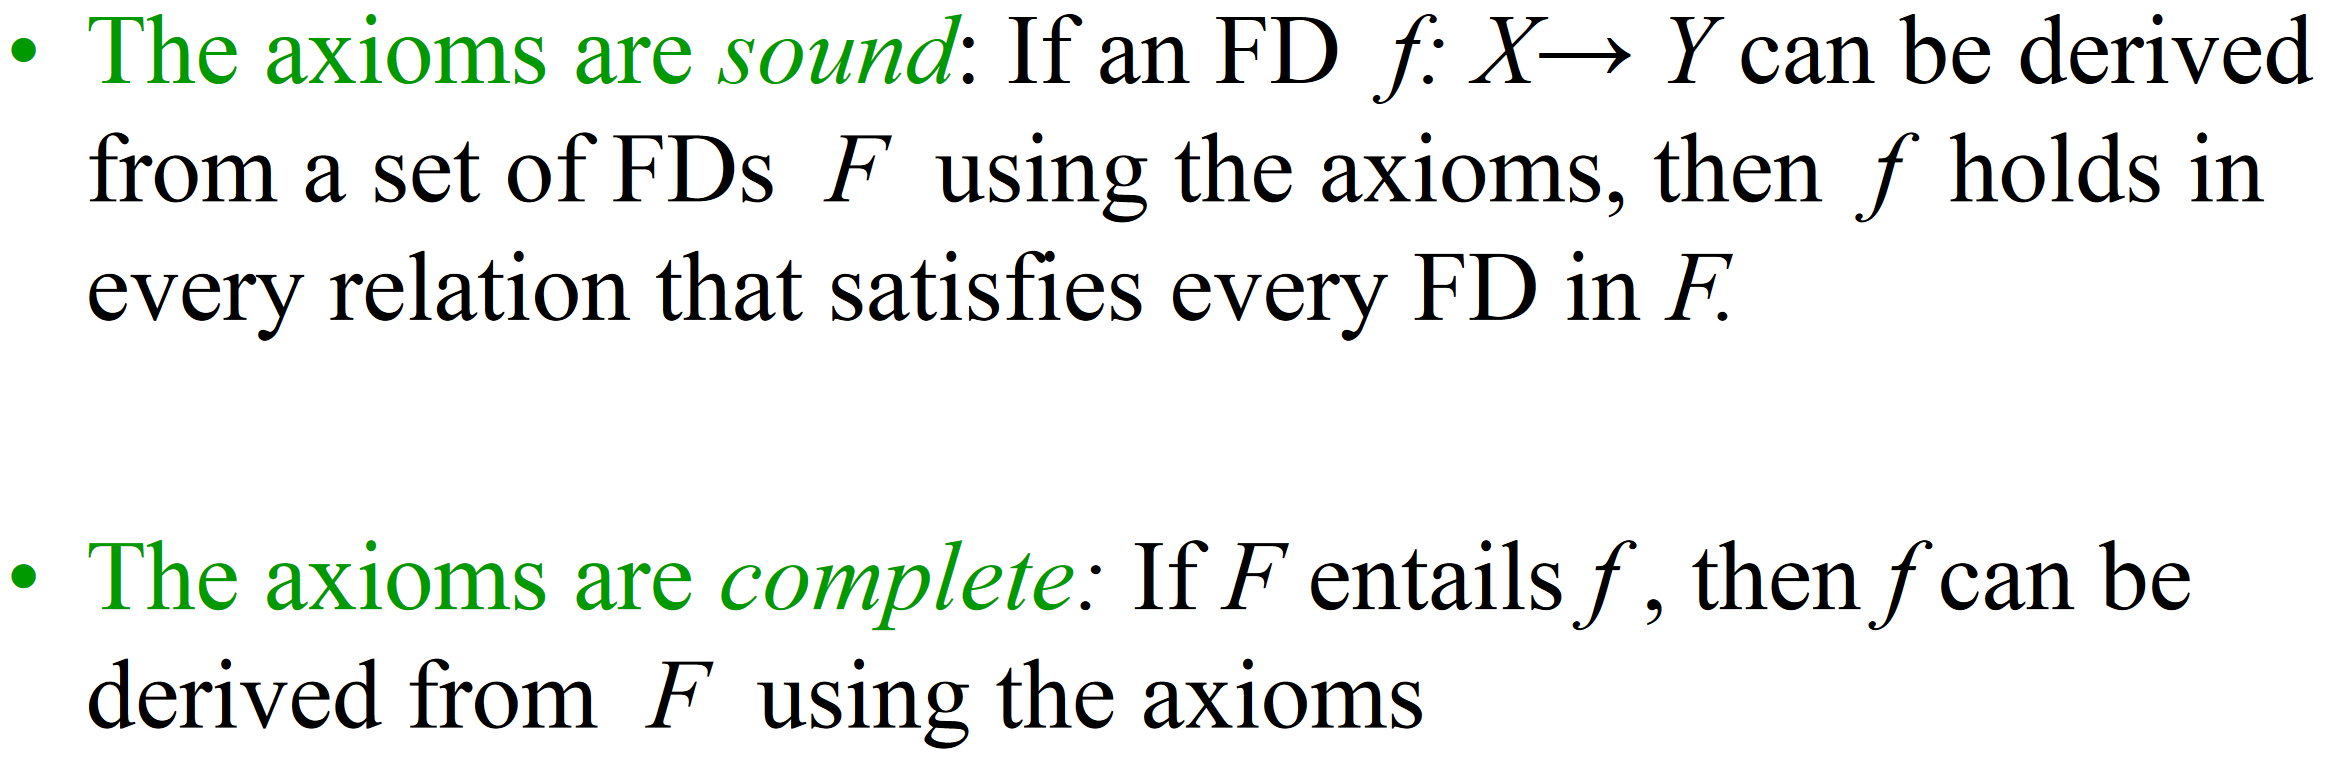 • The axioms are sound: If an FD f: X→ Y can be derived
from a set of FDs F using the axioms, then f holds in
every relation that satisfies every FD in F.
• The axioms are complete: If F entails f , then f can be
derived from F using the axioms